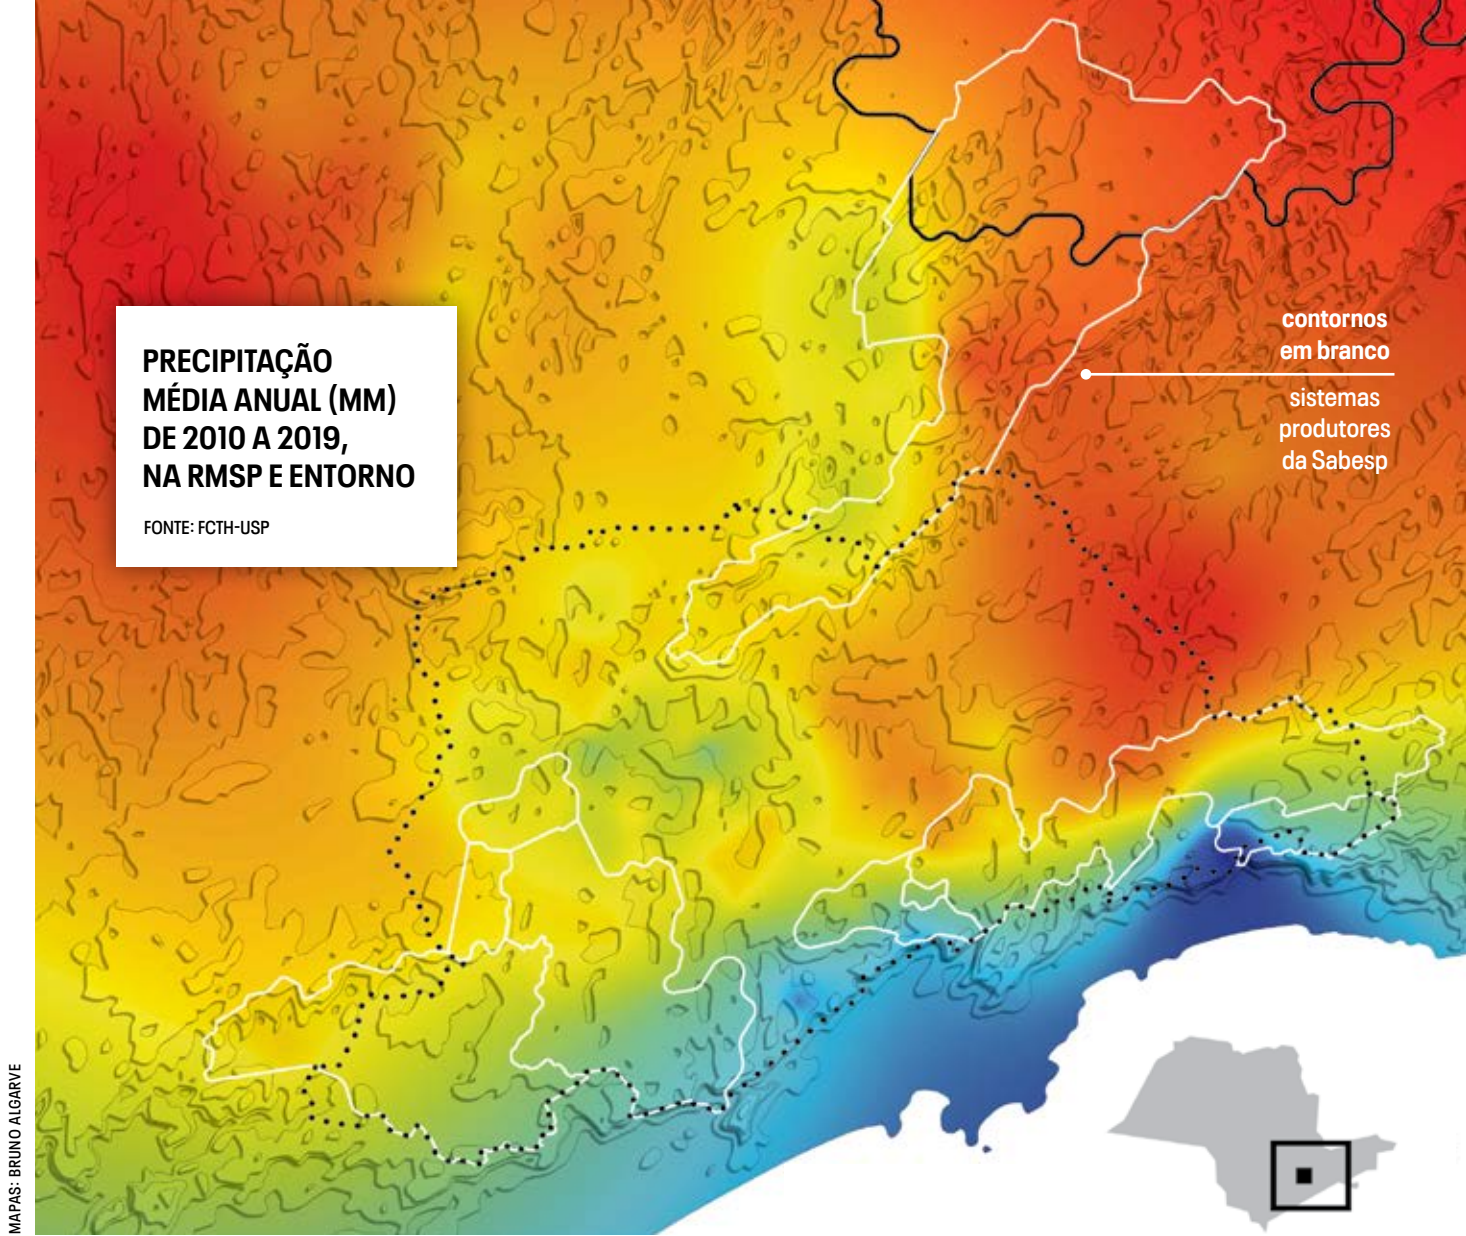 PRECIPITAÇÃO
MÉDIA ANUAL (MM)
DE 2010 A 2019,
NA RMSP E ENTORNO
FONTE: FCTH-USP
contornos
em branco
sistemas
produtores
da Sabesp
MAPAS: BRUNO ALGARVE